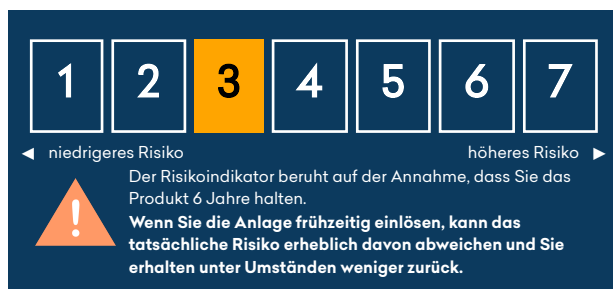 1 2 3 4 5 6 7
◄ niedrigeres Risiko höheres Risiko ►
!
Der Risikoindikator beruht auf der Annahme, dass Sie das
Produkt 6 Jahre halten.
Wenn Sie die Anlage frühzeitig einlösen, kann das
tatsächliche Risiko erheblich davon abweichen und Sie
erhalten unter Umständen weniger zurück.